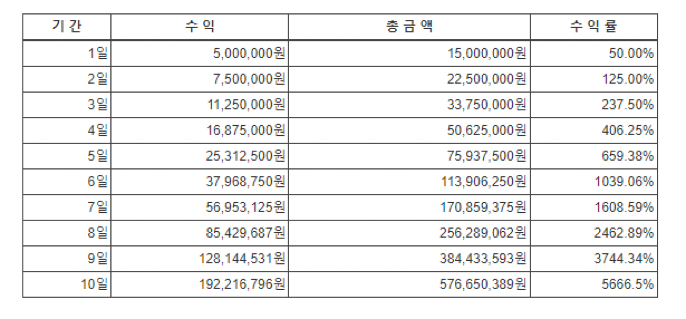 기 간 수 익 총 금 액 수 익 률
1일 5,000,000원 15,000,000원 50.00%
2일 7,500,000원 22,500,000원 125.00%
3일 11,250,000원 33,750,000원 237.50%
4일 16,875,000원 50,625,000원 406.25%
5일 25,312,500원 75,937,500원 659.38%
6일 37,968,750원 113,906,250원 1039.06%
7일 56,953,125원 170,859,375원 1608.59%
8일 85,429,687원 256,289,062원 2462.89%
9일 128,144,531원 384,433,593원 3744.34%
10일 192,216,796원 576,650,389원 5666.5%